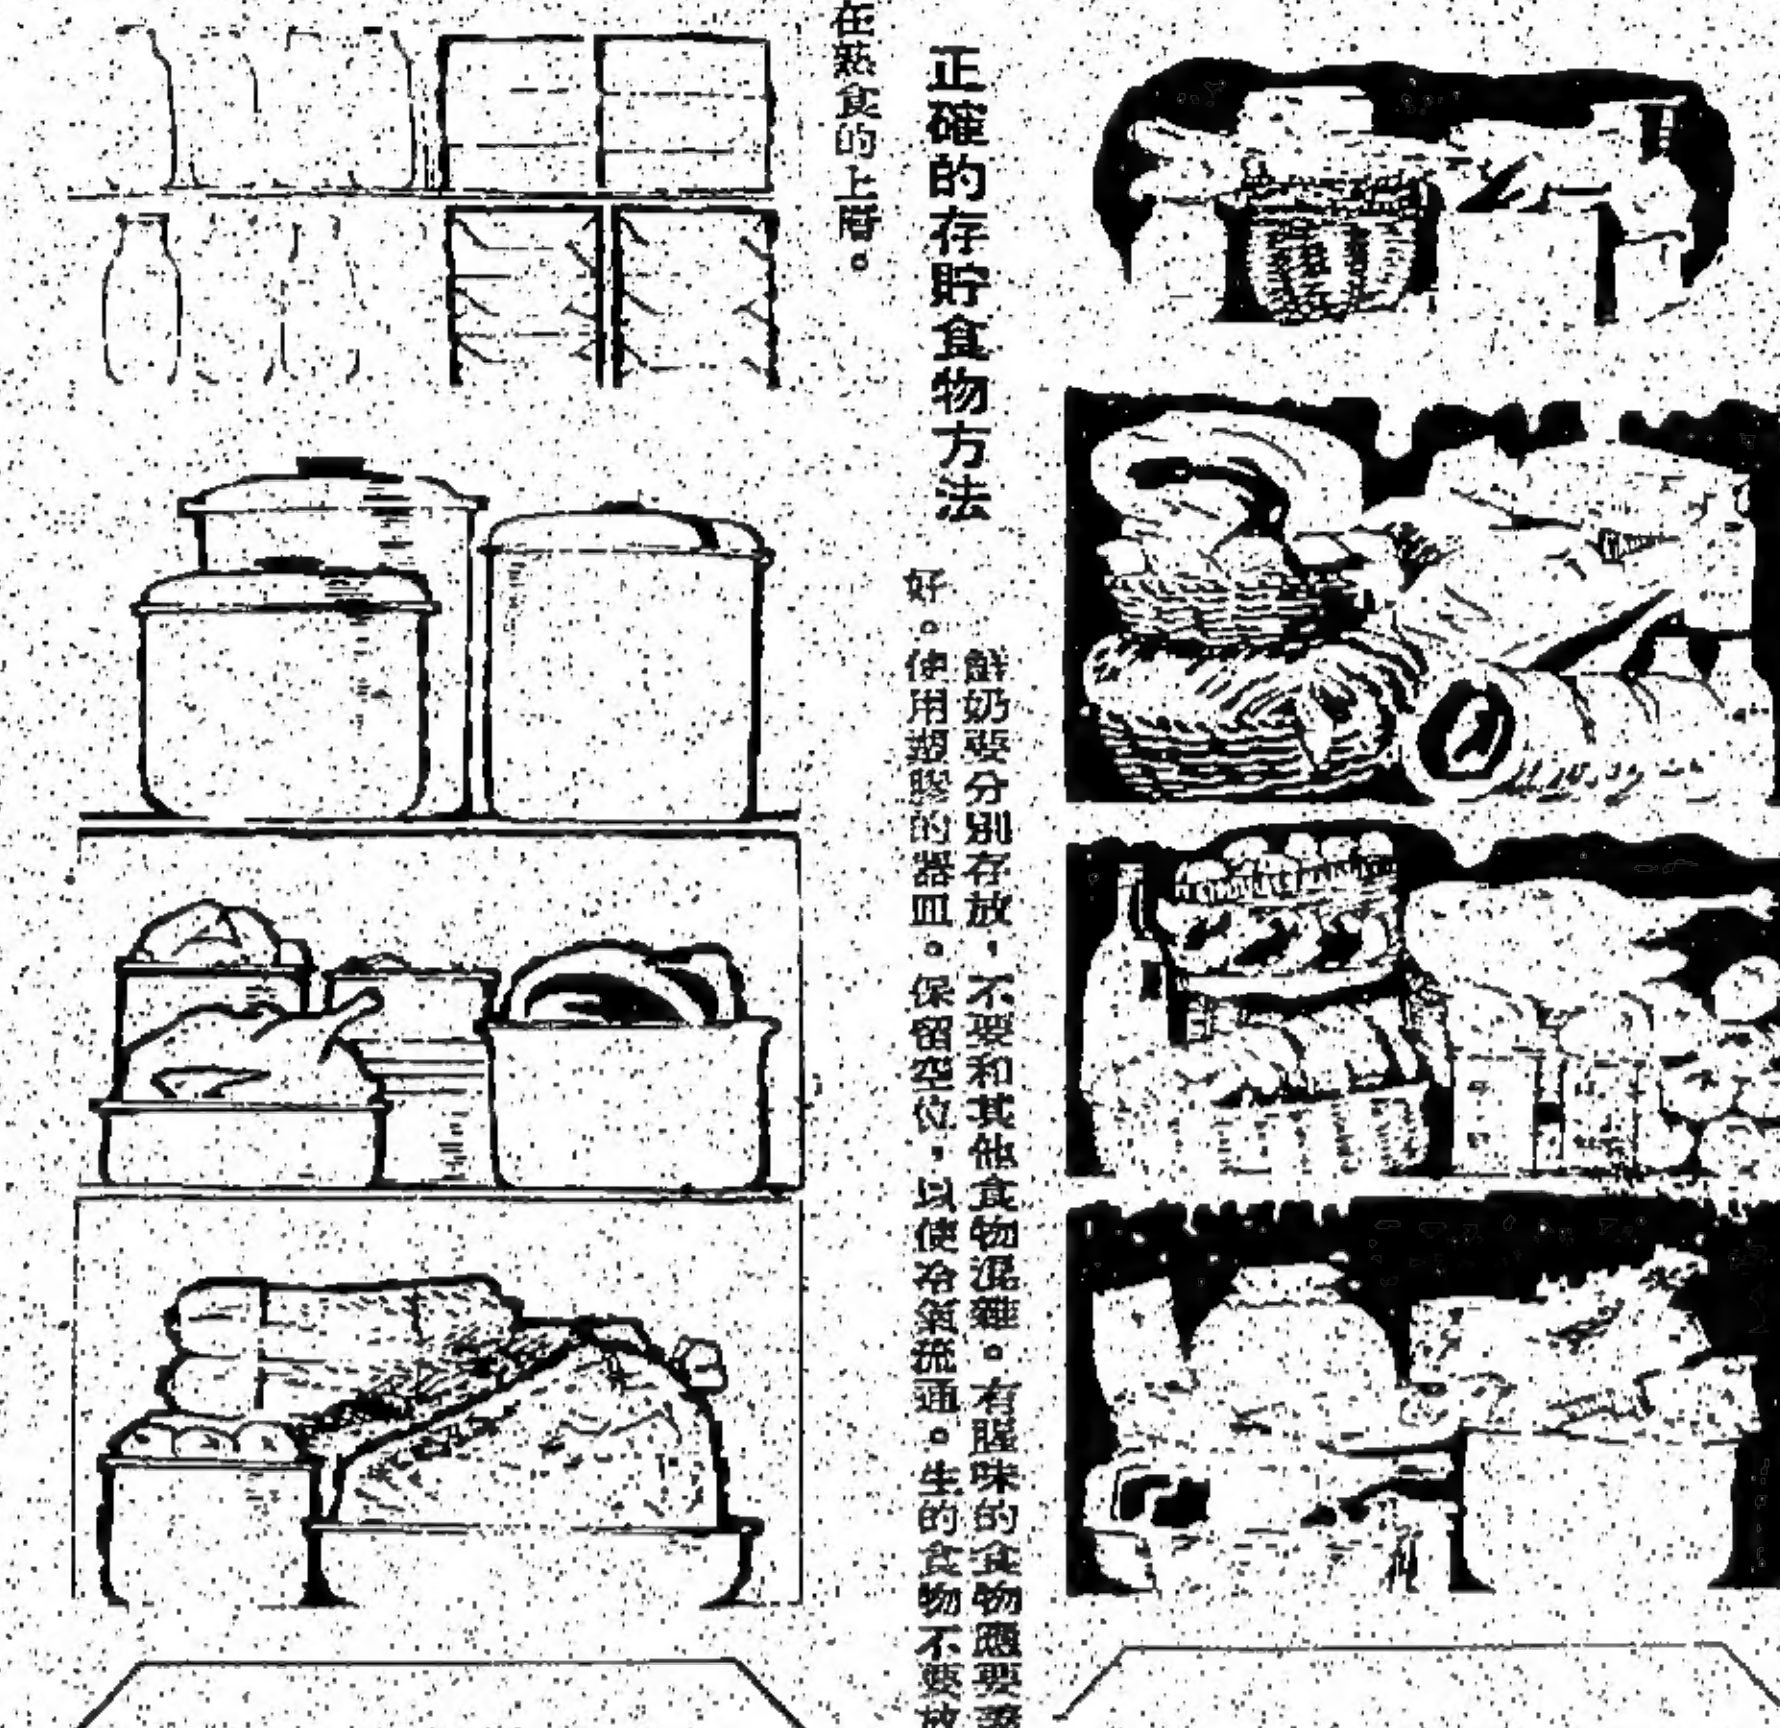 正確的存貯食物方法
鮮奶要分別存放，不要和其他食物混雜。有腥味的食物應要蓋
好。使用塑膠的器皿。保留空位，以使冷氣流通。生的食物不要放
在熟食的上層。